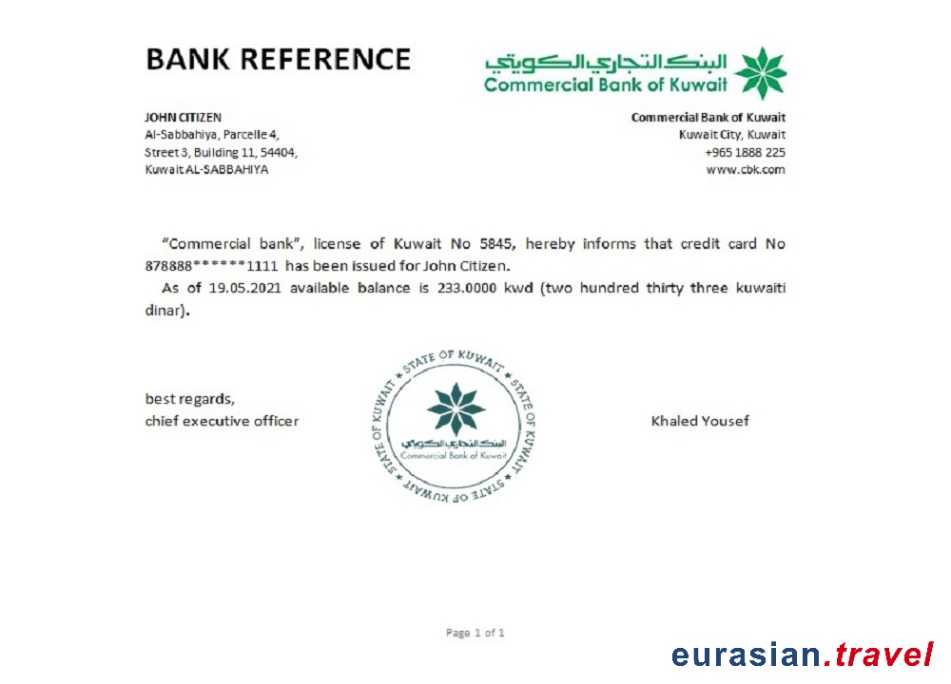 BANK REFERENCE
البنك التجاري الكويتي
Commercial Bank of Kuwait
JOHN CITIZEN
Al-Sabbahiya, Parcelle 4,
Street 3, Building 11, 54404,
Kuwait AL-SABBAHIYA
Commercial Bank of Kuwait
Kuwait City, Kuwait
+965 1888 225
www.cbk.com
“Commercial bank”, license of Kuwait No 5845, hereby informs that credit card No
878888******1111 has been issued for John Citizen.
As of 19.05.2021 available balance is 233.0000 kwd (two hundred thirty three kuwaiti
dinar).
best regards,
chief executive officer
STATE OF KUWAIT ★ STATE OF KUWAIT ★ STATE OF KUWAIT ★ STATE OF KUWAIT ★
البنك التجاري الكويتي
Commercial Bank of Kuwait
Khaled Yousef
Page 1 of 1
eurasian.travel